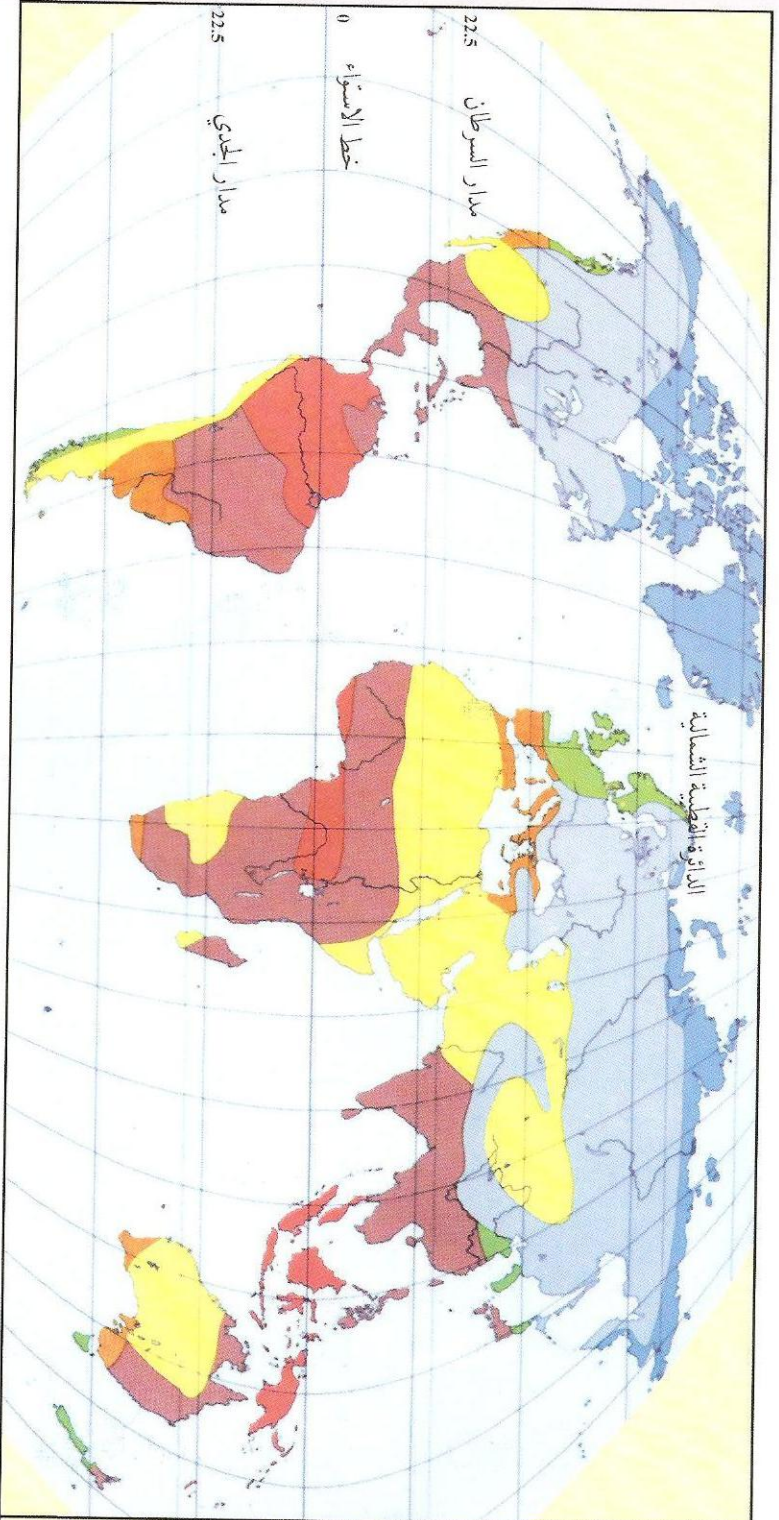 الدائرة القطبية الشمالية
22.5
مدار السرطان
0
خط الاستواء
22.5
مدار الجدي